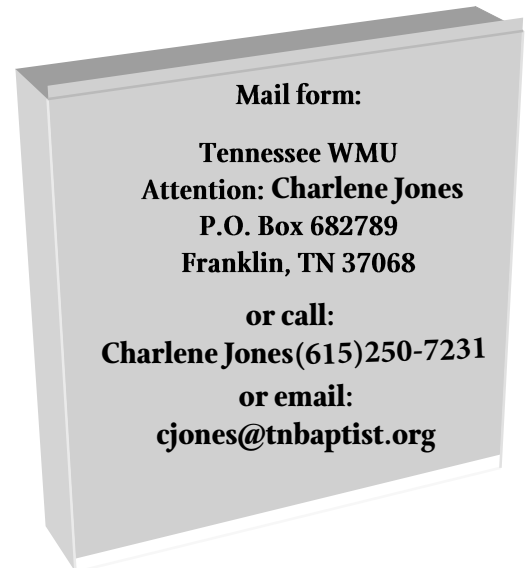 Mail form:
Tennessee WMU
Attention: Charlene Jones
P.O. Box 682789
Franklin, TN 37068
or call:
Charlene Jones(615)250-7231
or email:
cjones@tnbaptist.org